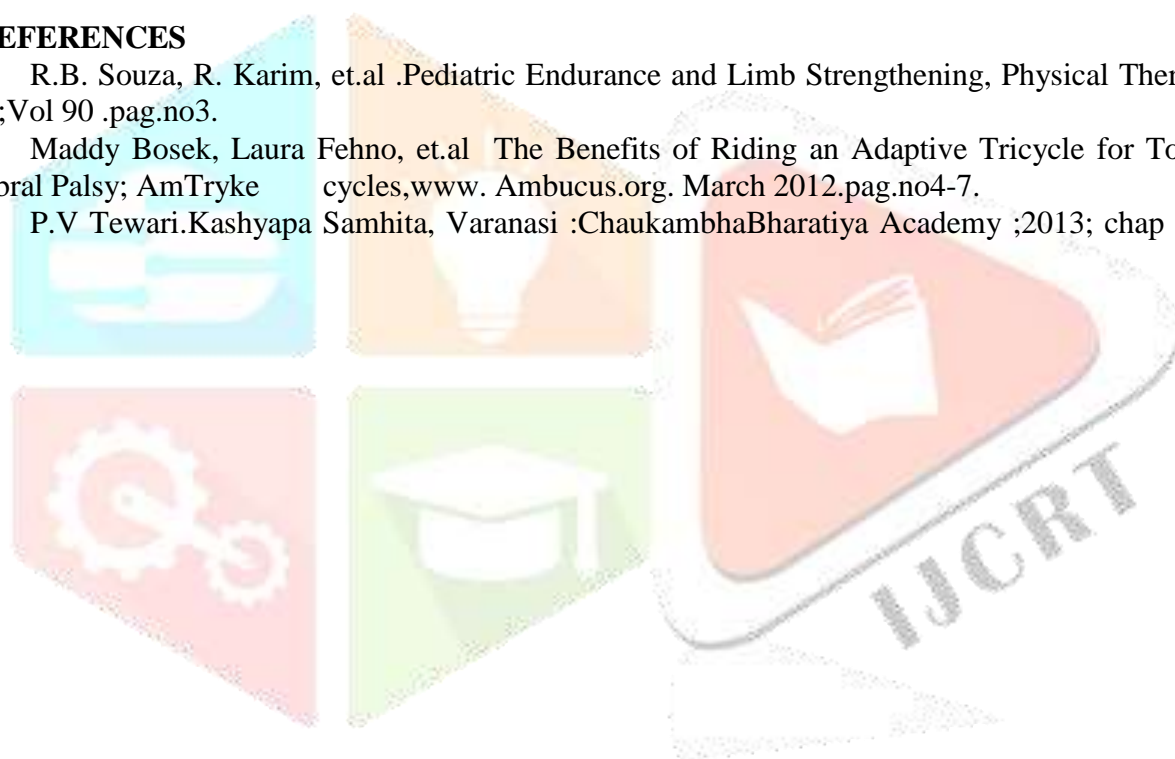 EFERENCES
R.B. Souza, R. Karim, et.al .Pediatric Endurance and Limb Strengthening, Physical Ther
;Vol 90 .pag.no3.
Maddy Bosek, Laura Fehno, et.al The Benefits of Riding an Adaptive Tricycle for To
bral Palsy; AmTryke cycles,www. Ambucus.org. March 2012.pag.no4-7.
P.V Tewari.Kashyapa Samhita, Varanasi :ChaukambhaBharatiya Academy ;2013; chap
IJCRT